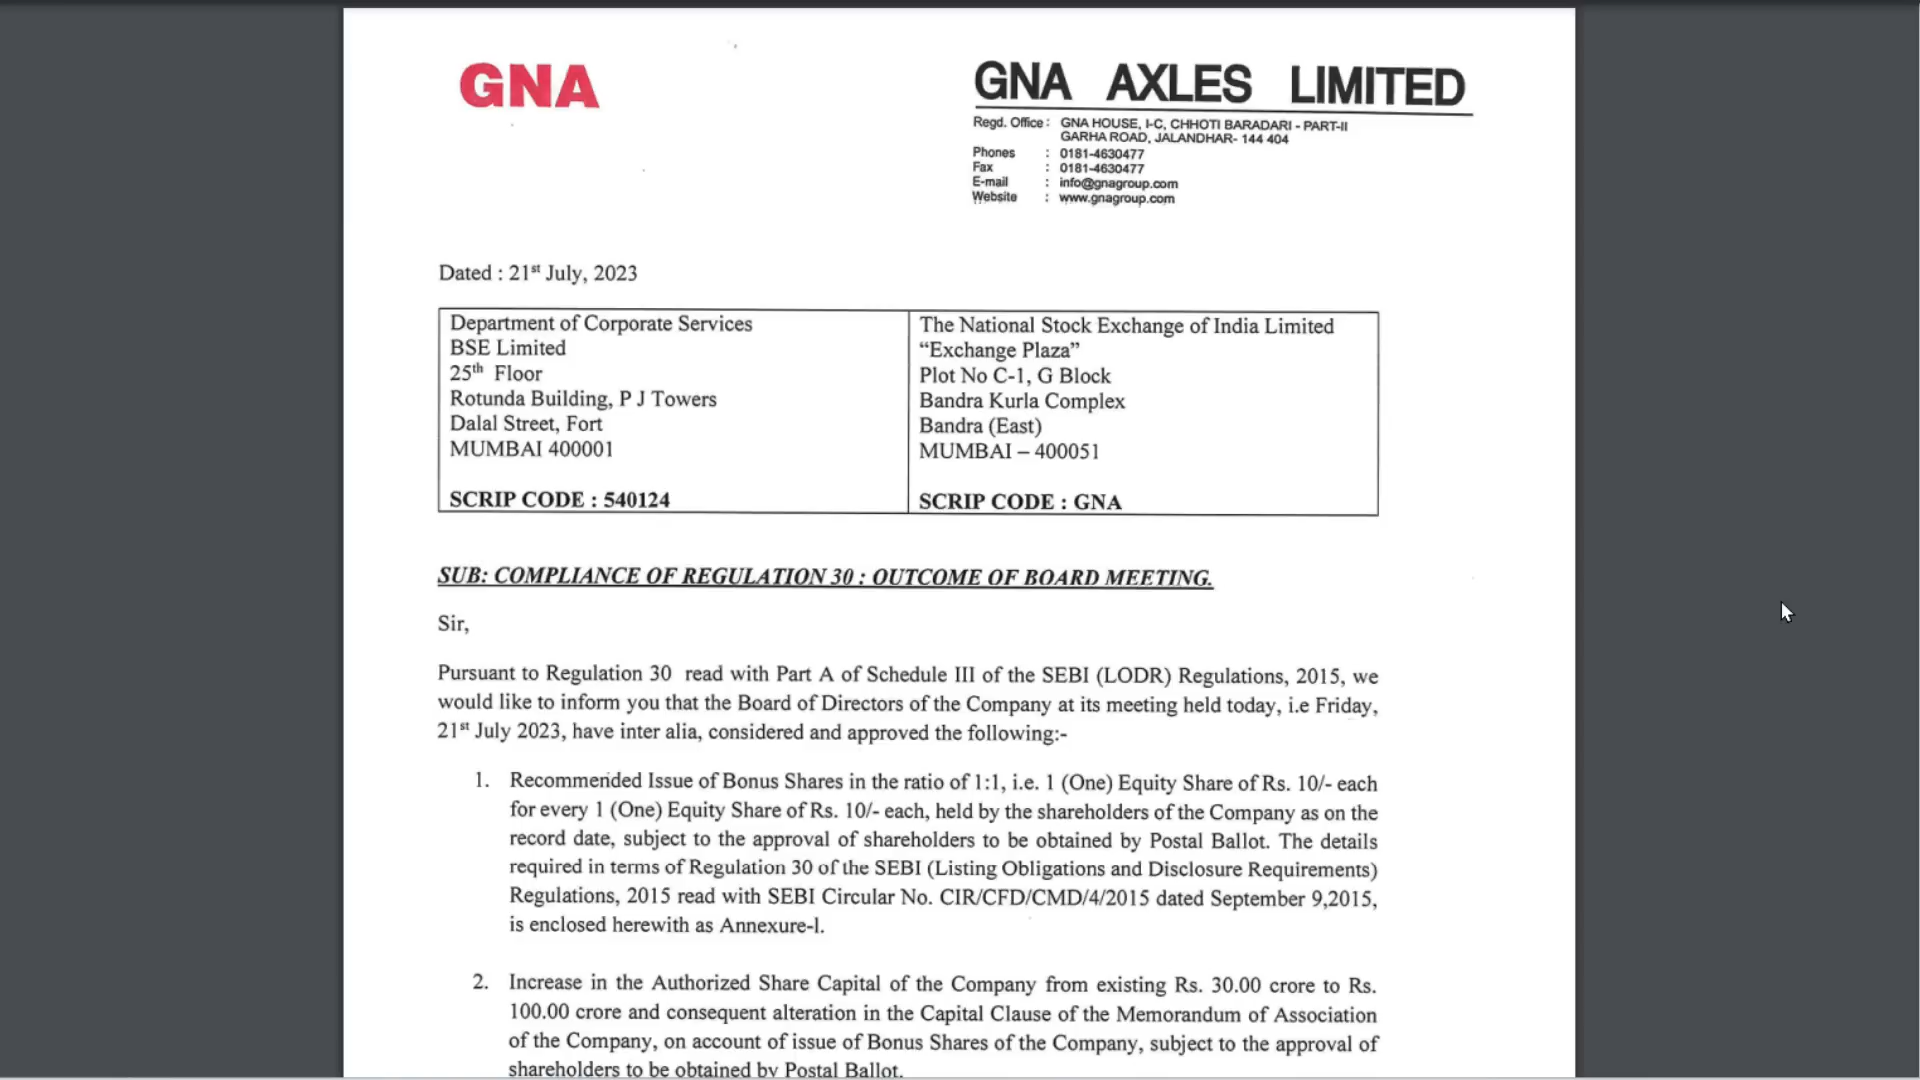 GNA
GNA AXLES LIMITED
Regd. Office : GNA HOUSE, I-C, CHHOTI BARADARI - PART-II
GARHA ROAD, JALANDHAR- 144 404
Phones : 0181-4630477
Fax : 0181-4630477
E-mail : info@gnagroup.com
Website : www.gnagroup.com
Dated : 21st July, 2023
Department of Corporate Services
BSE Limited
25th Floor
Rotunda Building, P J Towers
Dalal Street, Fort
MUMBAI 400001
SCRIP CODE : 540124
The National Stock Exchange of India Limited
“Exchange Plaza”
Plot No C-1, G Block
Bandra Kurla Complex
Bandra (East)
MUMBAI – 400051
SCRIP CODE : GNA
SUB: COMPLIANCE OF REGULATION 30 : OUTCOME OF BOARD MEETING.
Sir,
Pursuant to Regulation 30 read with Part A of Schedule III of the SEBI (LODR) Regulations, 2015, we
would like to inform you that the Board of Directors of the Company at its meeting held today, i.e Friday,
21st July 2023, have inter alia, considered and approved the following:-
1. Recommended Issue of Bonus Shares in the ratio of 1:1, i.e. 1 (One) Equity Share of Rs. 10/- each
for every 1 (One) Equity Share of Rs. 10/- each, held by the shareholders of the Company as on the
record date, subject to the approval of shareholders to be obtained by Postal Ballot. The details
required in terms of Regulation 30 of the SEBI (Listing Obligations and Disclosure Requirements)
Regulations, 2015 read with SEBI Circular No. CIR/CFD/CMD/4/2015 dated September 9,2015,
is enclosed herewith as Annexure-l.
2. Increase in the Authorized Share Capital of the Company from existing Rs. 30.00 crore to Rs.
100.00 crore and consequent alteration in the Capital Clause of the Memorandum of Association
of the Company, on account of issue of Bonus Shares of the Company, subject to the approval of
shareholders to be obtained by Postal Ballot.